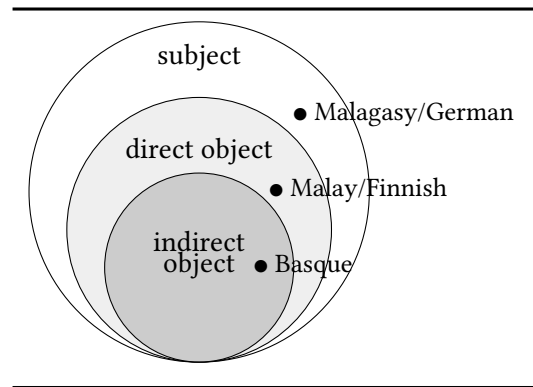 subject
Malagasy/German
direct object
Malay/Finnish
indirect
object
Basque